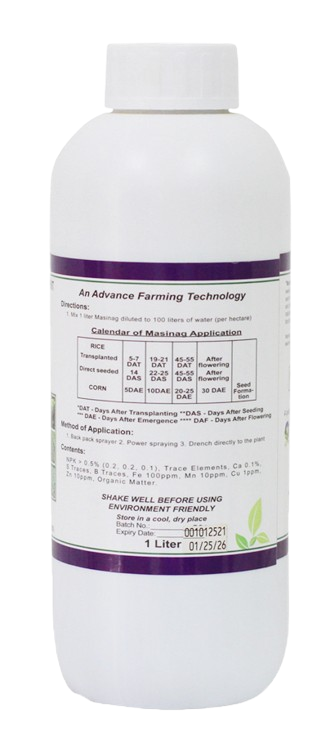 An Advance Farming Technology
Directions:
1 Mix 1 liter Masinag diluted to 100 liters of water (per hectare)
Calendar of Masinag Application
RICE
Transplanted 5-7 DAT 19-21 DAT 45-55 DAT After flowering
Direct seeded 14 DAS 22-25 DAS 45-55 DAS After flowering
CORN 5DAE 10DAE 20-25 DAE 30 DAE Seed Forma-tion
*DAT - Days After Transplanting **DAS - Days After Seeding
** DAE - Days After Emergence **** DAF - Days After Flowering
Method of Application:
1. Back pack sprayer 2. Power spraying 3. Drench directly to the plant
Contents:
NPK > 0.5% (0.2, 0.2, 0.1), Trace Elements, Ca 0.1%,
S Traces, B Traces, Fe 100ppm, Mn 10ppm, Cu 1ppm,
Zn 10ppm, Organic Matter.
SHAKE WELL BEFORE USING
ENVIRONMENT FRIENDLY
Store in a cool, dry place
Batch No.:
Expiry Date: 001012521
1 Liter 01/25/26